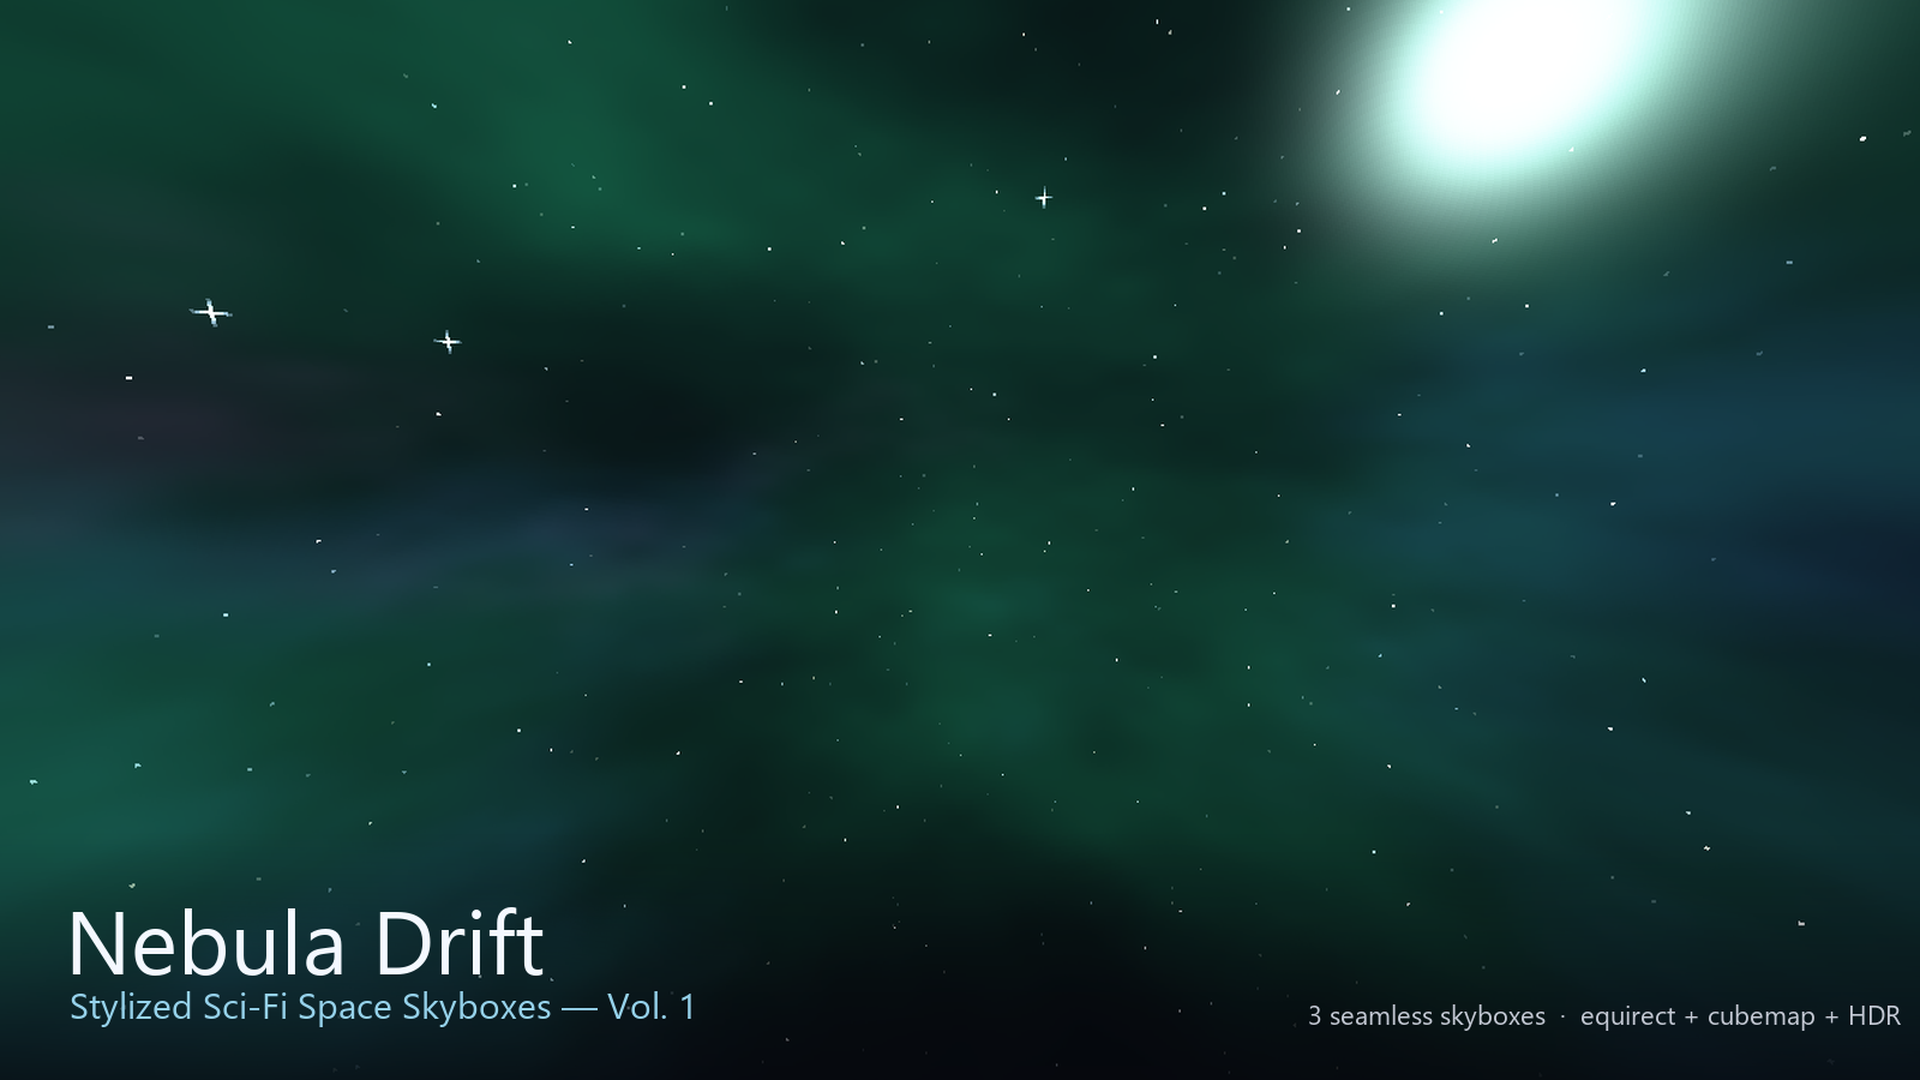 Nebula Drift
Stylized Sci-Fi Space Skyboxes — Vol. 1
3 seamless skyboxes · equirect + cubemap + HDR